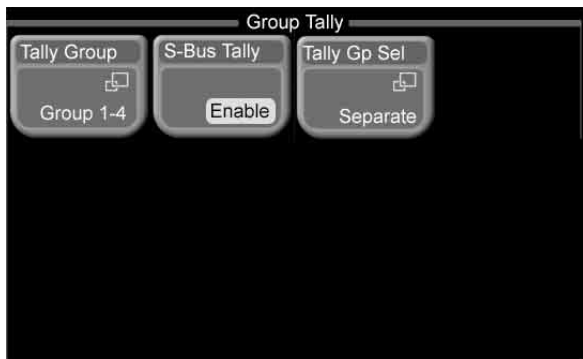 Group Tally
Tally Group
S-Bus Tally
Tally Gp Sel
Group 1-4
Enable
Separate